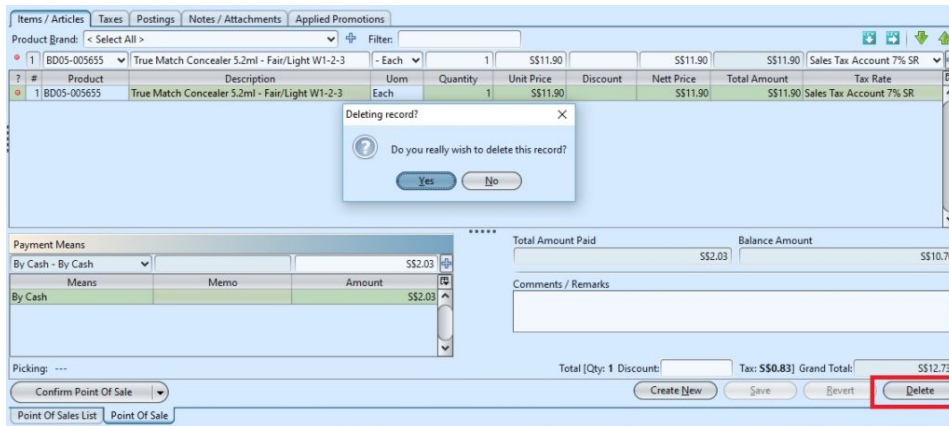 Items / Articles Taxes Postings Notes / Attachments Applied Promotions
Product Brand: < Select All > Filter:
1 BD05-005655 True Match Concealer 5.2ml - Fair/Light W1-2-3 - Each 1 S$11.90 S$11.90 S$11.90 Sales Tax Account 7% SR
? # Product Description Uom Quantity Unit Price Discount Nett Price Total Amount Tax Rate
1 BD05-005655 True Match Concealer 5.2ml - Fair/Light W1-2-3 Each 1 S$11.90 S$11.90 S$11.90 Sales Tax Account 7% SR
Deleting record?
Do you really wish to delete this record?
Yes No
Payment Means Total Amount Paid Balance Amount
By Cash - By Cash S$2.03 S$2.03 S$10.70
Means Memo Amount Comments / Remarks
By Cash S$2.03
Picking: --- Total [Qty: 1 Discount: Tax: S$0.83] Grand Total: S$12.73
Confirm Point Of Sale Create New Save Revert Delete
Point Of Sales List Point Of Sale